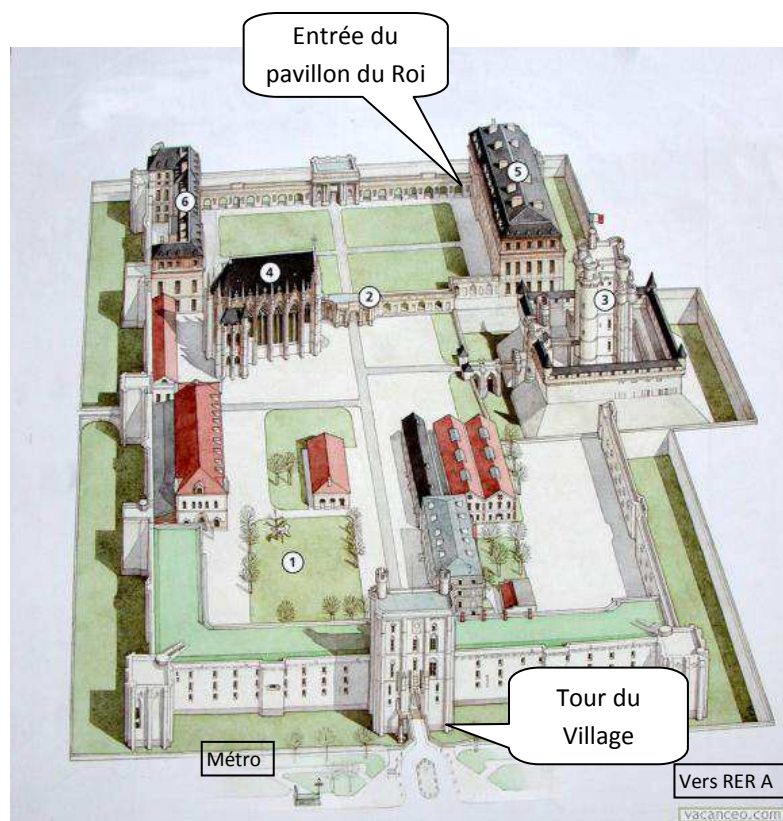 Entrée du
pavillon du Roi
5
6
4
2
3
1
Tour du
Village
Métro
Vers RER A
vacanceo.com